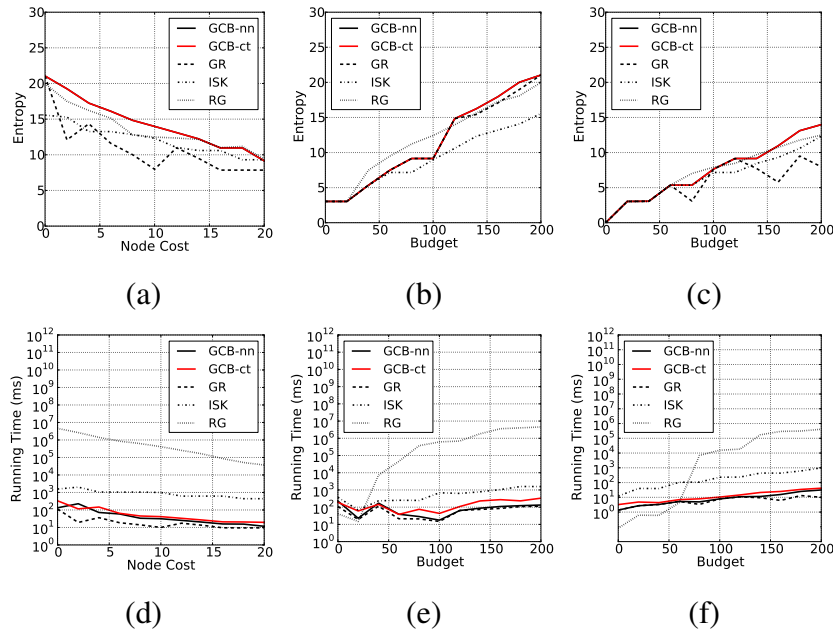 30
25
20
15
10
5
0
Entropy
0 5 10 15 20
Node Cost
GCB-nn
GCB-ct
GR
ISK
RG
(a)
30
25
20
15
10
5
0
Entropy
0 50 100 150 200
Budget
GCB-nn
GCB-ct
GR
ISK
RG
(b)
30
25
20
15
10
5
0
Entropy
0 50 100 150 200
Budget
GCB-nn
GCB-ct
GR
ISK
RG
(c)
10^12
10^11
10^10
10^9
10^8
10^7
10^6
10^5
10^4
10^3
10^2
10^1
10^0
Running Time (ms)
0 5 10 15 20
Node Cost
GCB-nn
GCB-ct
GR
ISK
RG
(d)
10^12
10^11
10^10
10^9
10^8
10^7
10^6
10^5
10^4
10^3
10^2
10^1
10^0
Running Time (ms)
0 50 100 150 200
Budget
GCB-nn
GCB-ct
GR
ISK
RG
(e)
10^12
10^11
10^10
10^9
10^8
10^7
10^6
10^5
10^4
10^3
10^2
10^1
10^0
Running Time (ms)
0 50 100 150 200
Budget
GCB-nn
GCB-ct
GR
ISK
RG
(f)